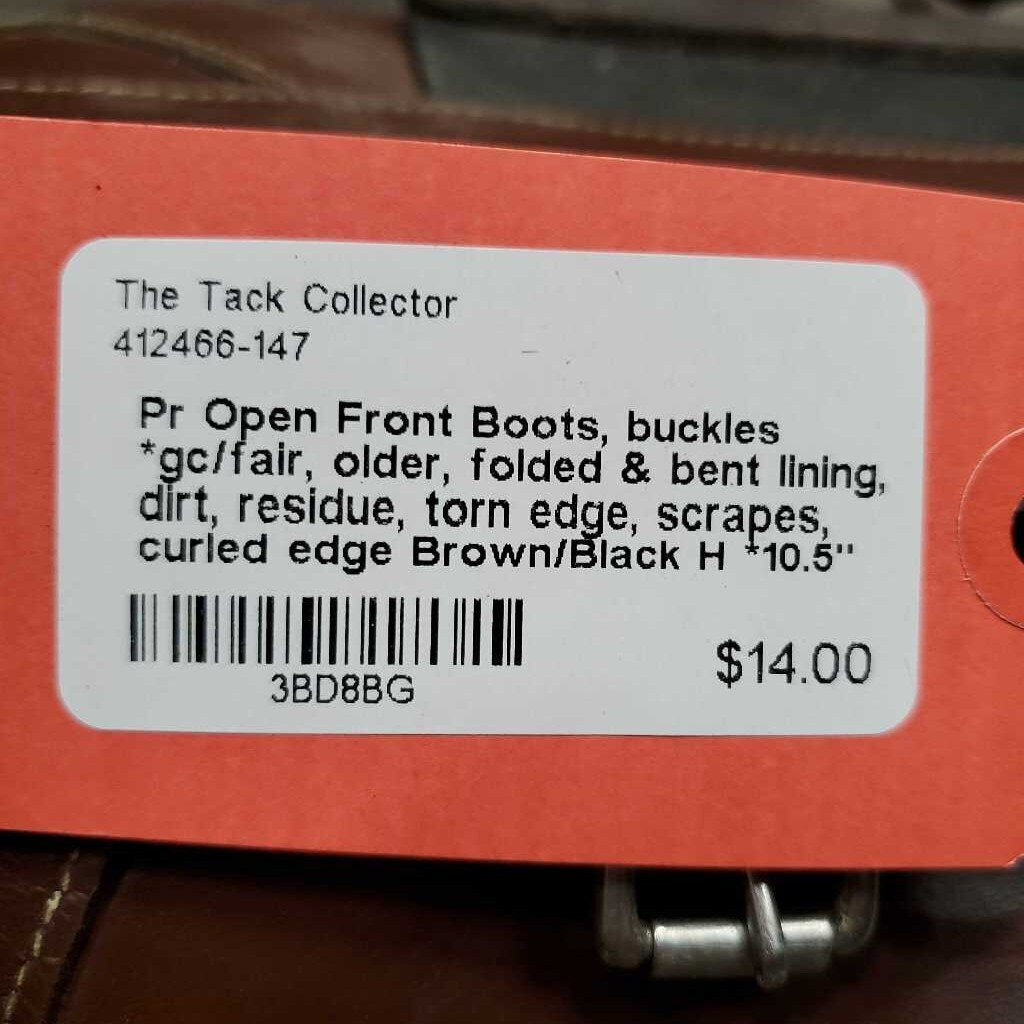 The Tack Collector
412466-147
Pr Open Front Boots, buckles
*gc/fair, older, folded & bent lining,
dirt, residue, torn edge, scrapes,
curled edge Brown/Black H *10.5"
3BD8BG
$14.00